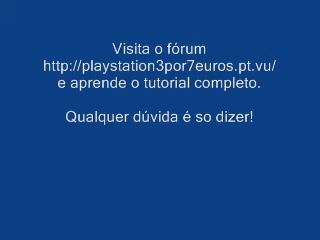 Visita o fórum
http://playstation3por7euros.pt.vu/
e aprende o tutorial completo.
Qualquer dúvida é so dizer!